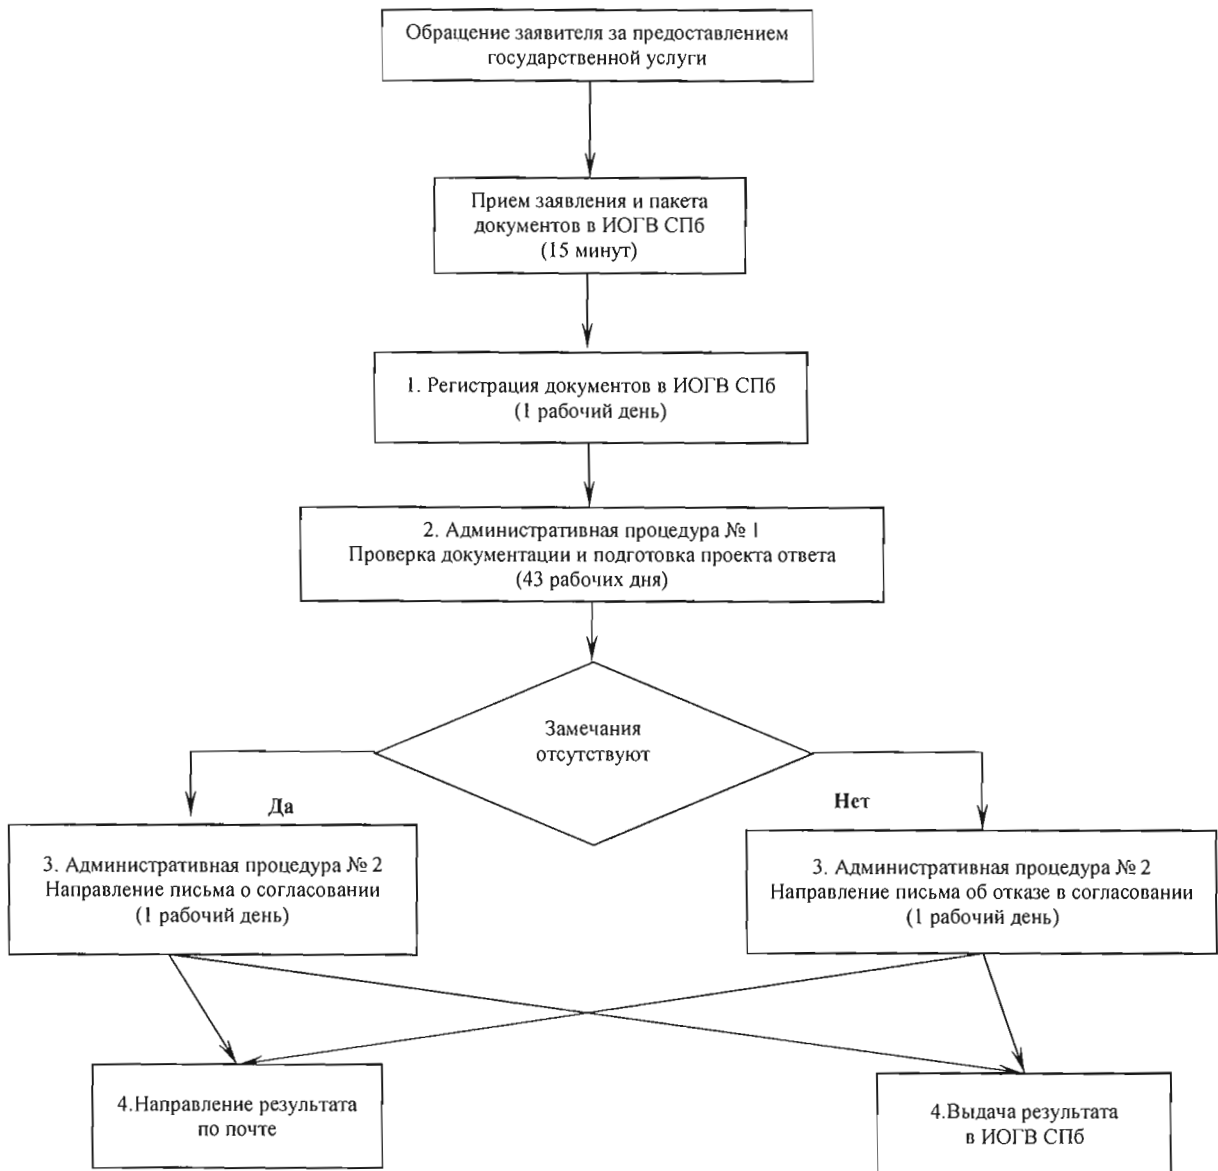 Обращение заявителя за предоставлением
государственной услуги
Прием заявления и пакета
документов в ИОГВ СПб
(15 минут)
1. Регистрация документов в ИОГВ СПб
(1 рабочий день)
2. Административная процедура № 1
Проверка документации и подготовка проекта ответа
(43 рабочих дня)
Замечания
отсутствуют
Да
Нет
3. Административная процедура № 2
Направление письма о согласовании
(1 рабочий день)
3. Административная процедура № 2
Направление письма об отказе в согласовании
(1 рабочий день)
4.Направление результата
по почте
4.Выдача результата
в ИОГВ СПб